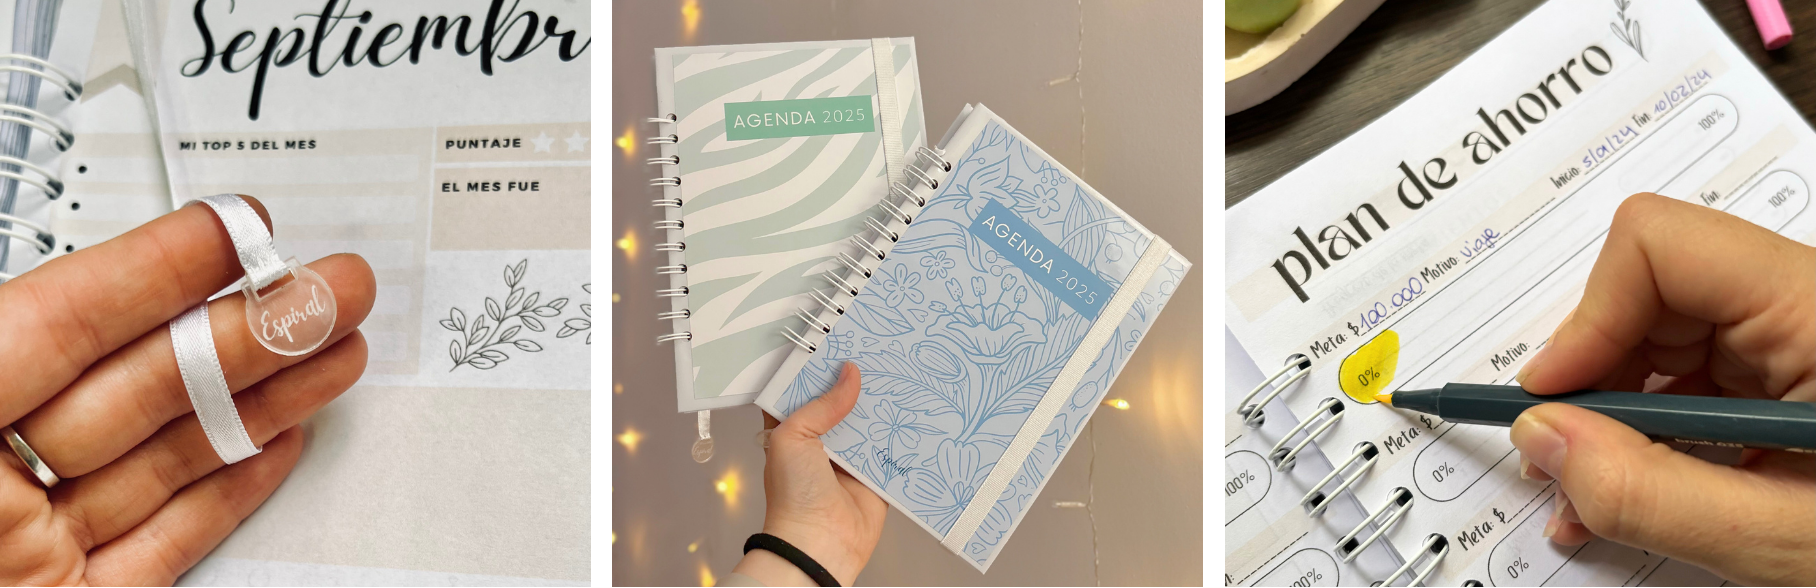 Septiembr
MI TOP 5 DEL MES
PUNTAJE
EL MES FUE
Espiral
AGENDA 2025
AGENDA 2025
Espiral
plan de ahorro
Inicio: 5/01/24 Fin: 10/02/24
Meta: $100.000 Motivo: Viaje
0%
100%
Fin:
Motivo:
Meta: $
0%
100%
Meta: $
0%
100%